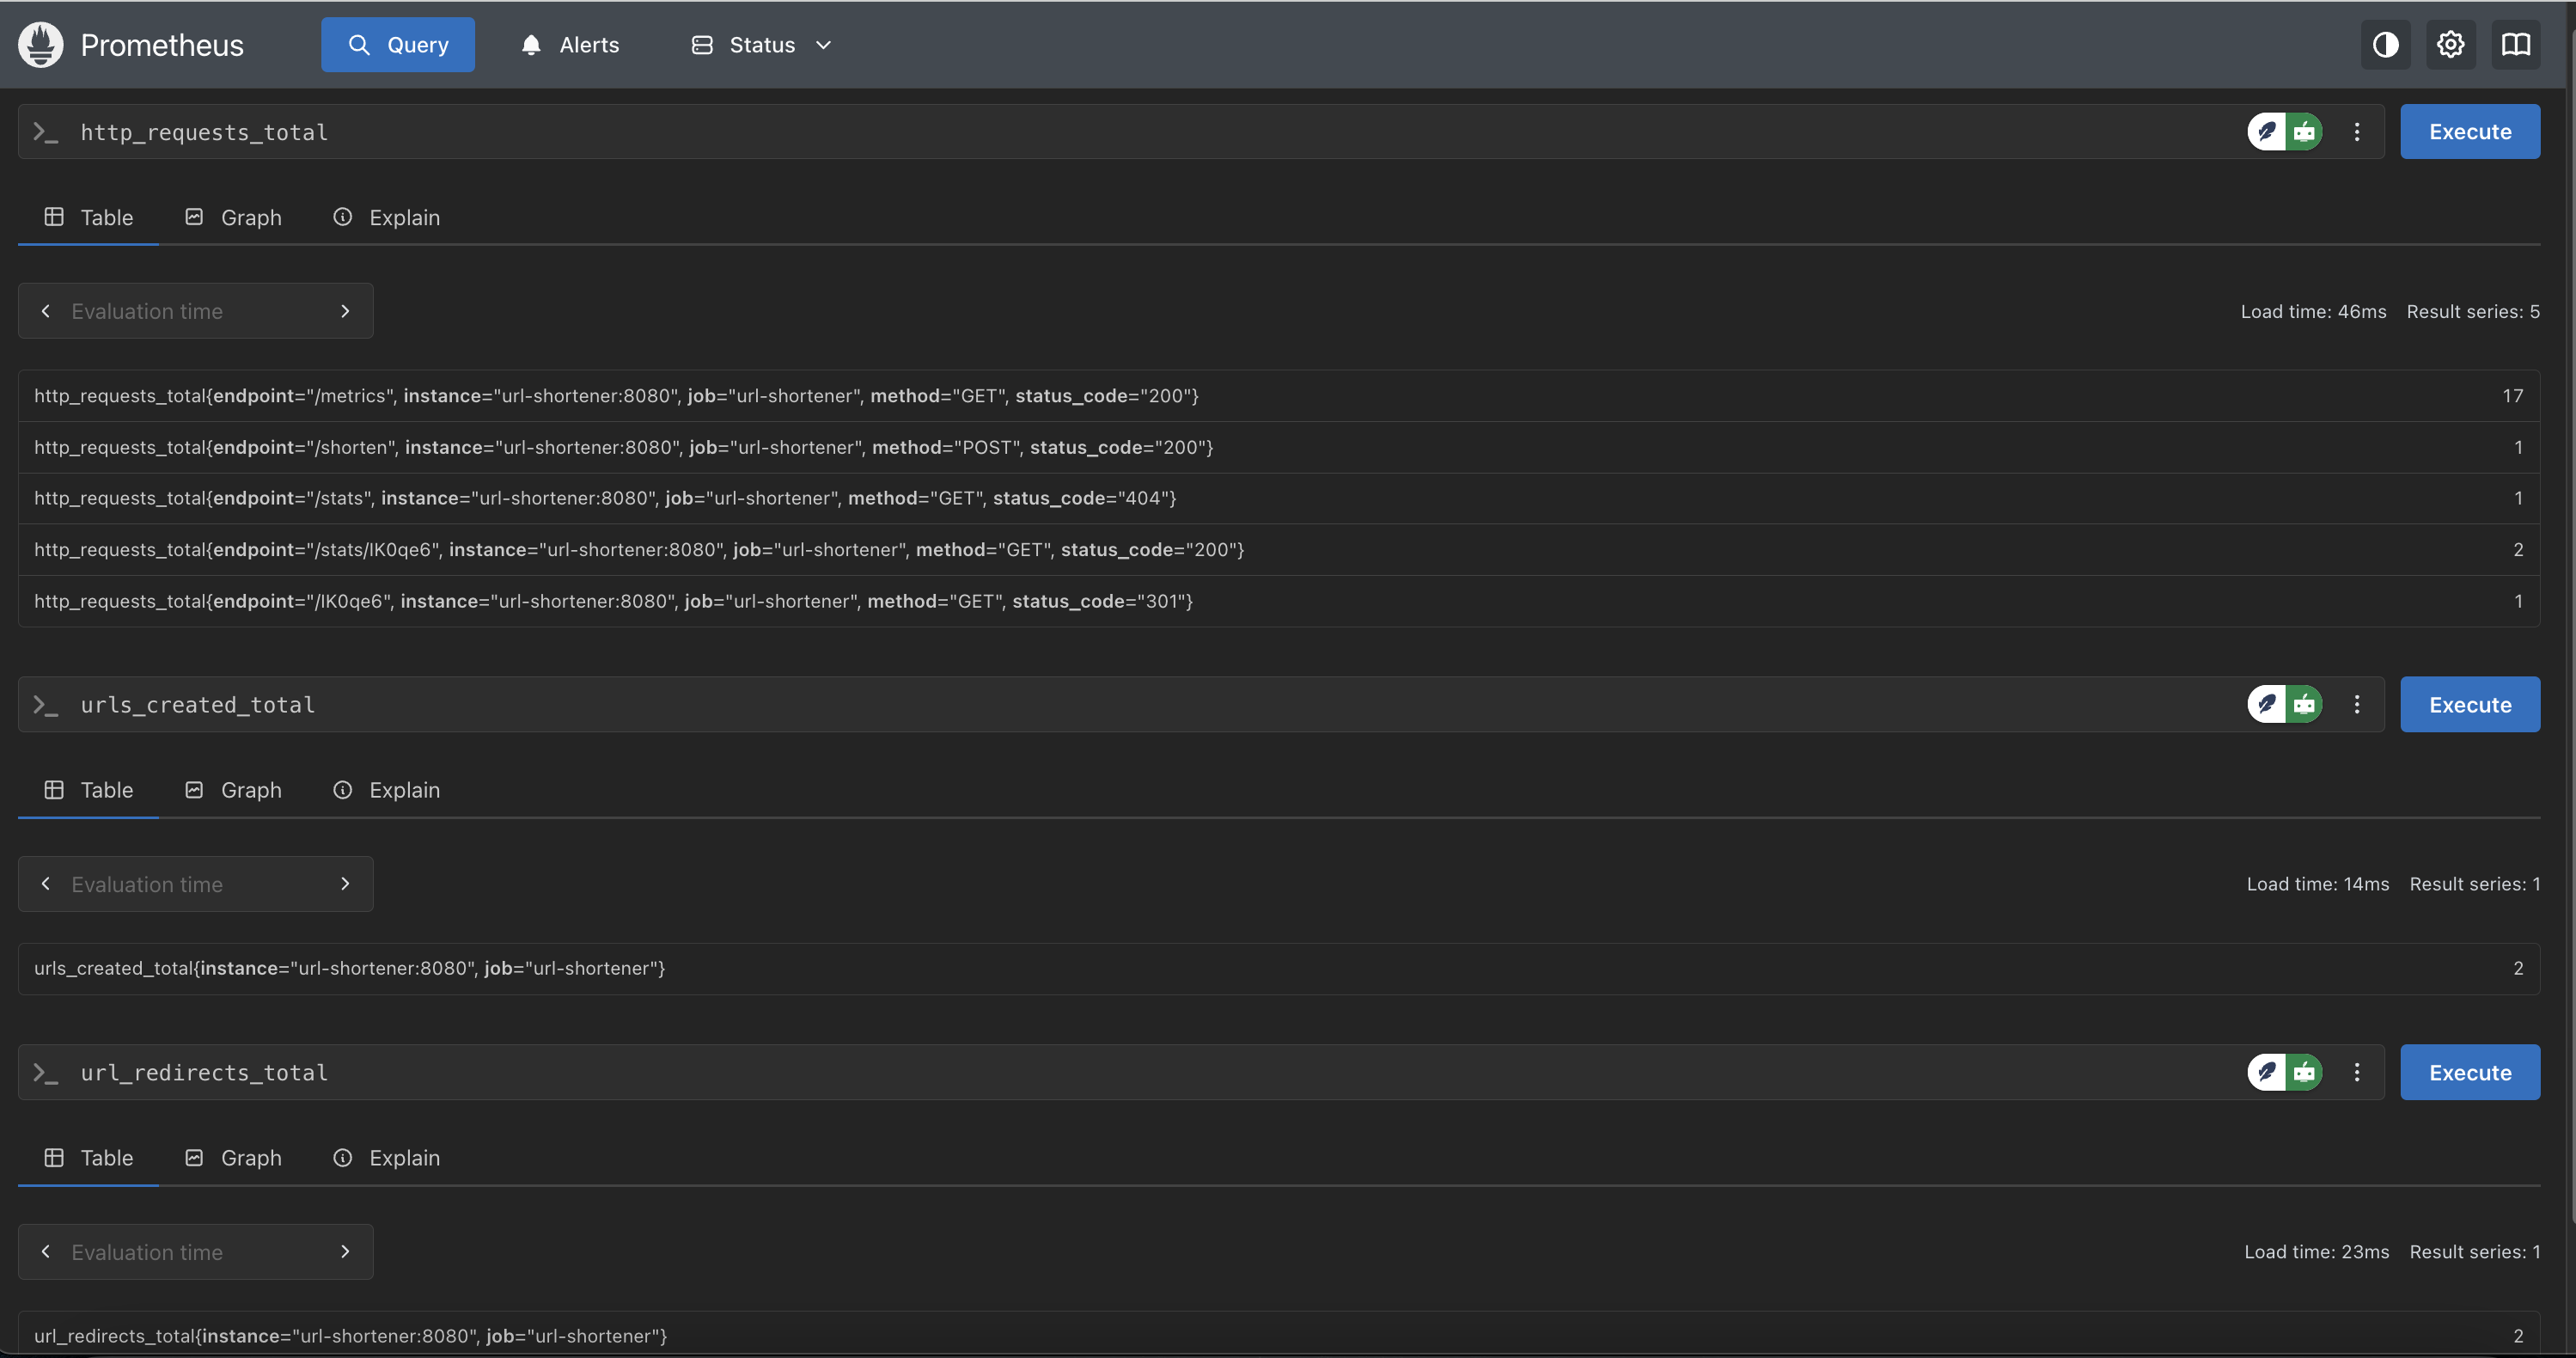 Prometheus Query Alerts Status
http_requests_total Execute
Table Graph Explain
Evaluation time Load time: 46ms Result series: 5
http_requests_total{endpoint="/metrics", instance="url-shortener:8080", job="url-shortener", method="GET", status_code="200"} 17
http_requests_total{endpoint="/shorten", instance="url-shortener:8080", job="url-shortener", method="POST", status_code="200"} 1
http_requests_total{endpoint="/stats", instance="url-shortener:8080", job="url-shortener", method="GET", status_code="404"} 1
http_requests_total{endpoint="/stats/IK0qe6", instance="url-shortener:8080", job="url-shortener", method="GET", status_code="200"} 2
http_requests_total{endpoint="/IK0qe6", instance="url-shortener:8080", job="url-shortener", method="GET", status_code="301"} 1
urls_created_total Execute
Table Graph Explain
Evaluation time Load time: 14ms Result series: 1
urls_created_total{instance="url-shortener:8080", job="url-shortener"} 2
url_redirects_total Execute
Table Graph Explain
Evaluation time Load time: 23ms Result series: 1
url_redirects_total{instance="url-shortener:8080", job="url-shortener"} 2